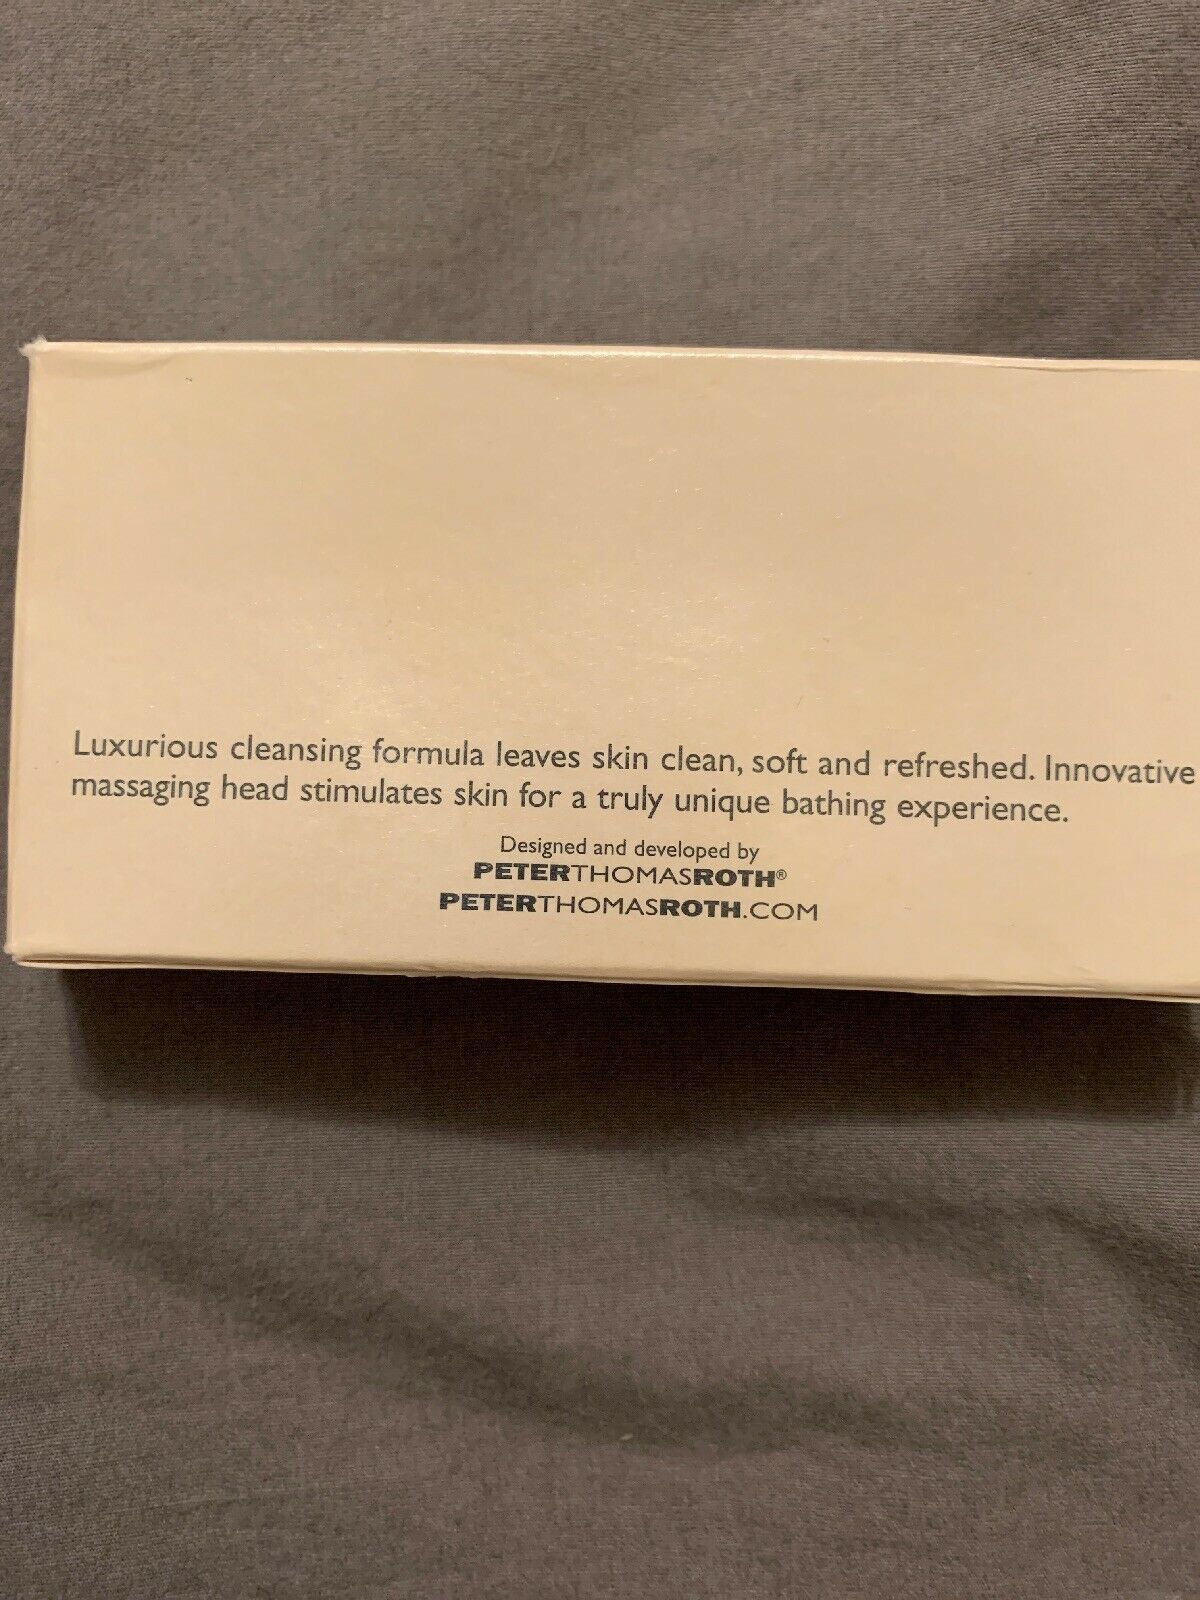 Luxurious cleansing formula leaves skin clean, soft and refreshed. Innovative
massaging head stimulates skin for a truly unique bathing experience.
Designed and developed by
PETERTHOMASROTH®
PETERTHOMASROTH.COM